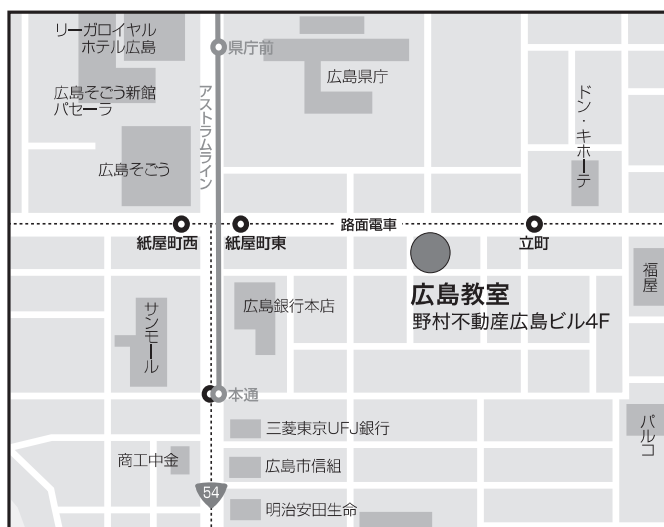 リーガロイヤル
ホテル広島
県庁前
広島県庁
広島そごう新館
パセーラ
アストラムライン
ドン・キホーテ
広島そごう
路面電車
紙屋町西
紙屋町東
立町
福屋
広島教室
野村不動産広島ビル4F
サンモール
広島銀行本店
本通
パルコ
三菱東京UFJ銀行
商工中金
広島市信組
54
明治安田生命